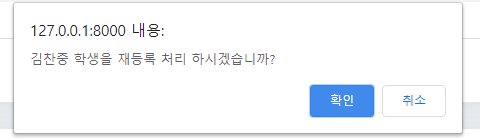 127.0.0.1:8000 내용:
김찬중 학생을 재등록 처리 하시겠습니까?
확인
취소